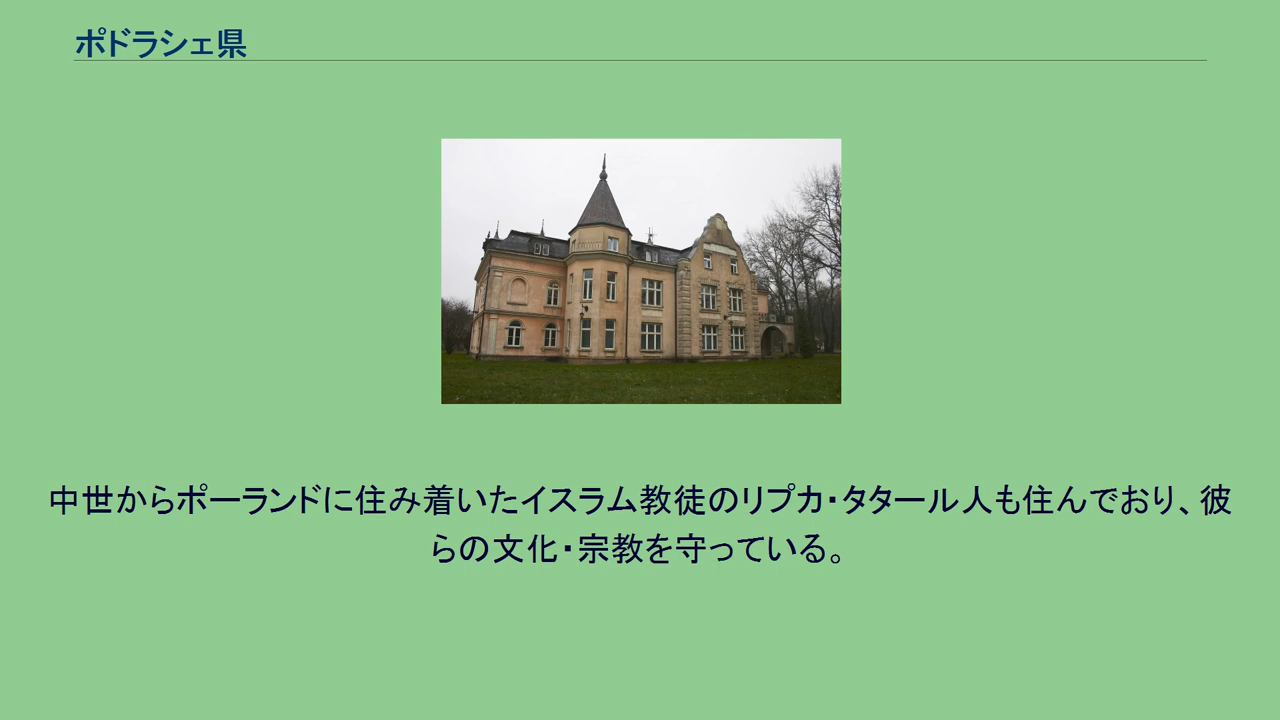 ポドラシェ県
中世からポーランドに住み着いたイスラム教徒のリプカ・タタール人も住んでおり、彼
らの文化・宗教を守っている。